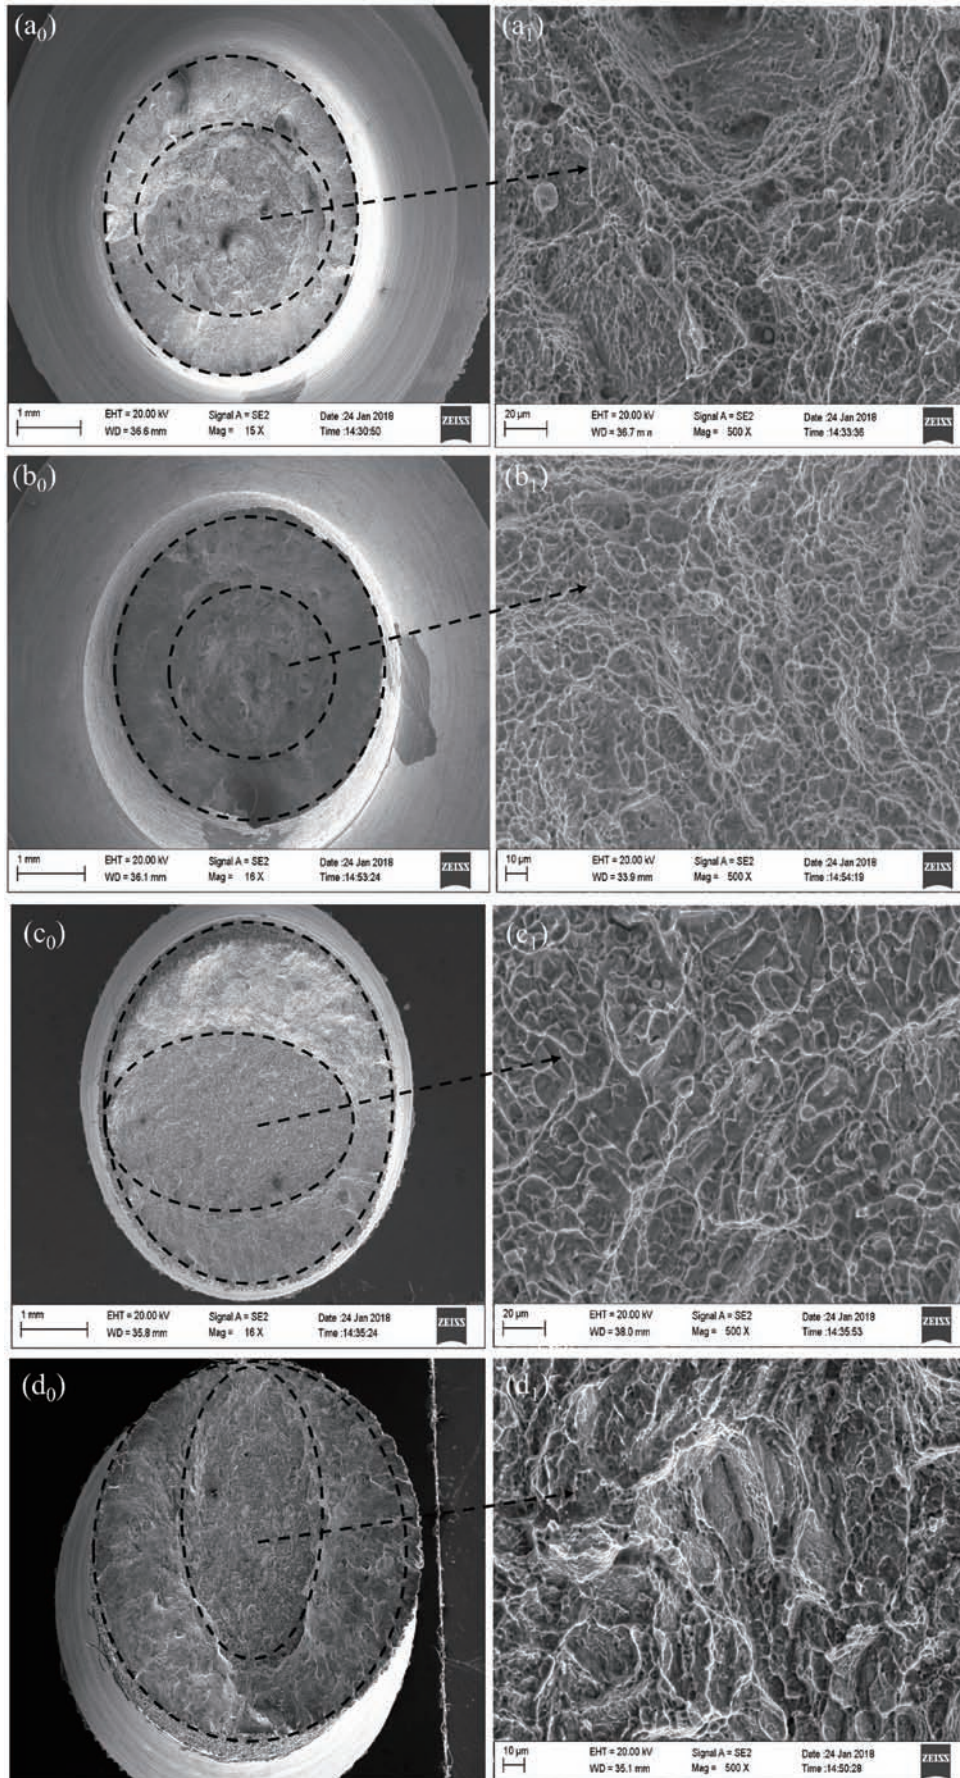 (a0)
(a1)
1 mm EHT = 20.00 kV Signal A = SE2 Date :24 Jan 2018 ZEISS
WD = 36.6 mm Mag = 15 X Time :14:30:50
20 µm EHT = 20.00 kV Signal A = SE2 Date :24 Jan 2018 ZEISS
WD = 36.7 m n Mag = 500 X Time :14:33:36
(b0)
(b1)
1 mm EHT = 20.00 kV Signal A = SE2 Date :24 Jan 2018 ZEISS
WD = 36.1 mm Mag = 16 X Time :14:53:24
10 µm EHT = 20.00 kV Signal A = SE2 Date :24 Jan 2018 ZEISS
WD = 33.9 mm Mag = 500 X Time :14:54:19
(c0)
(c1)
1 mm EHT = 20.00 kV Signal A = SE2 Date :24 Jan 2018 ZEISS
WD = 35.8 mm Mag = 16 X Time :14:35:24
20 µm EHT = 20.00 kV Signal A = SE2 Date :24 Jan 2018 ZEISS
WD = 38.0 mm Mag = 500 X Time :14:35:53
(d0)
(d1)
10 µm EHT = 20.00 kV Signal A = SE2 Date :24 Jan 2018 ZEISS
WD = 35.1 mm Mag = 500 X Time :14:50:28